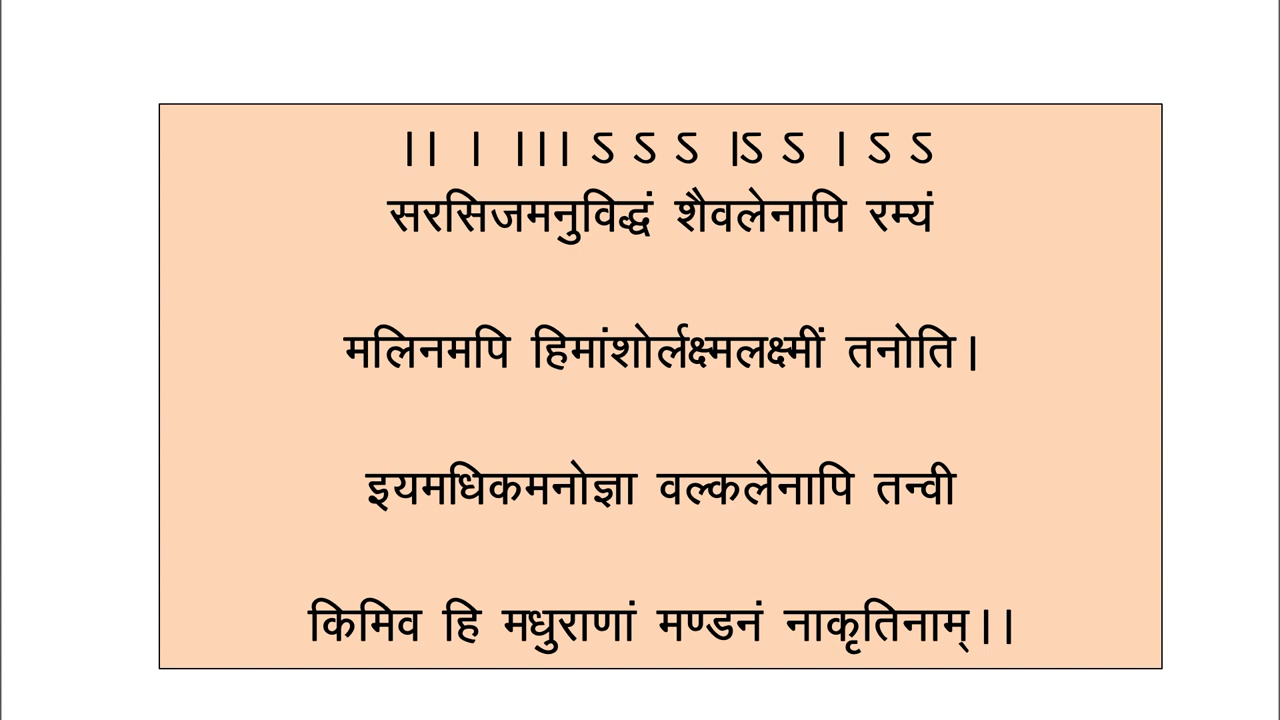 ।। । ।।। ऽ ऽ ऽ ।ऽ ऽ । ऽ ऽ
सरसिजमनुविद्धं शैवलेनापि रम्यं
मलिनमपि हिमांशोर्लक्ष्मलक्ष्मीं तनोति।
इयमधिकमनोज्ञा वल्कलेनापि तन्वी
किमिव हि मधुराणां मण्डनं नाकृतिनाम्।।